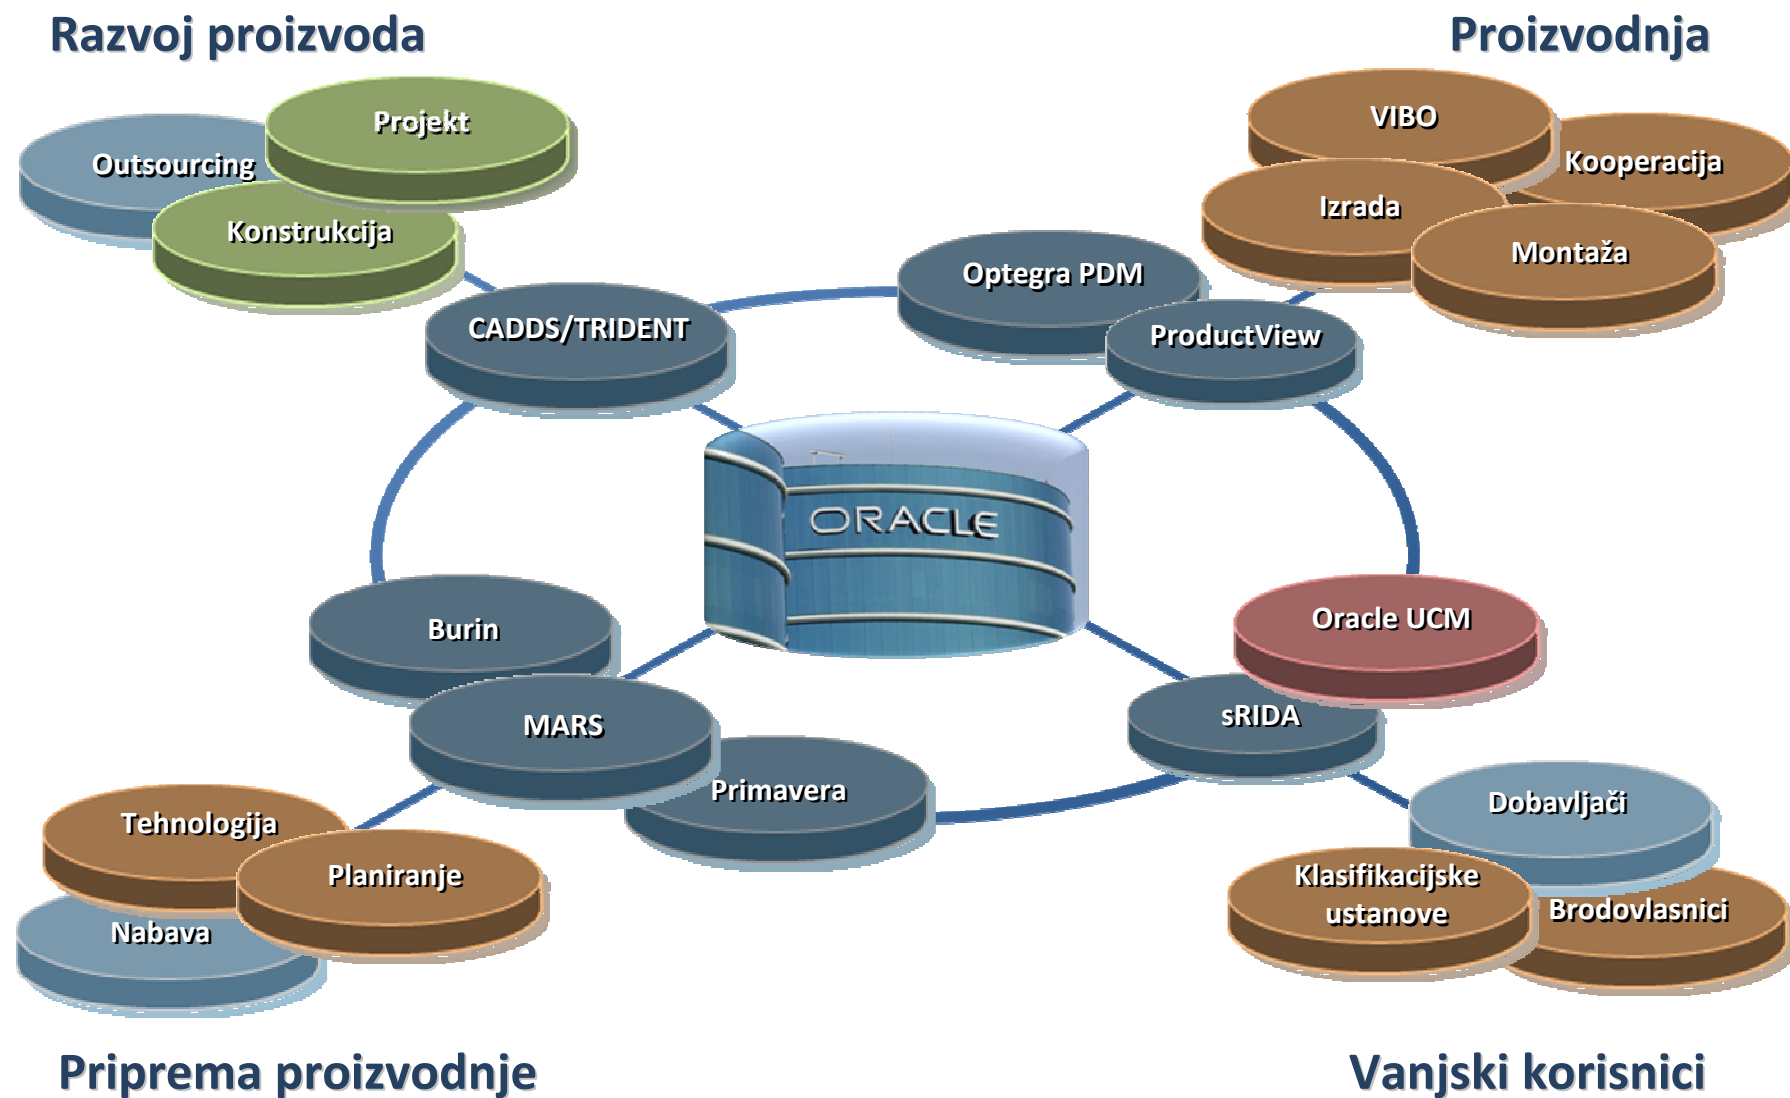 Razvoj proizvoda
Proizvodnja
Projekt
Outsourcing
Konstrukcija
VIBO
Kooperacija
Izrada
Montaža
CADDS/TRIDENT
Optegra PDM
ProductView
ORACLE
Burin
MARS
Primavera
Oracle UCM
sRIDA
Tehnologija
Planiranje
Nabava
Dobavljači
Klasifikacijske
ustanove
Brodovlasnici
Priprema proizvodnje
Vanjski korisnici